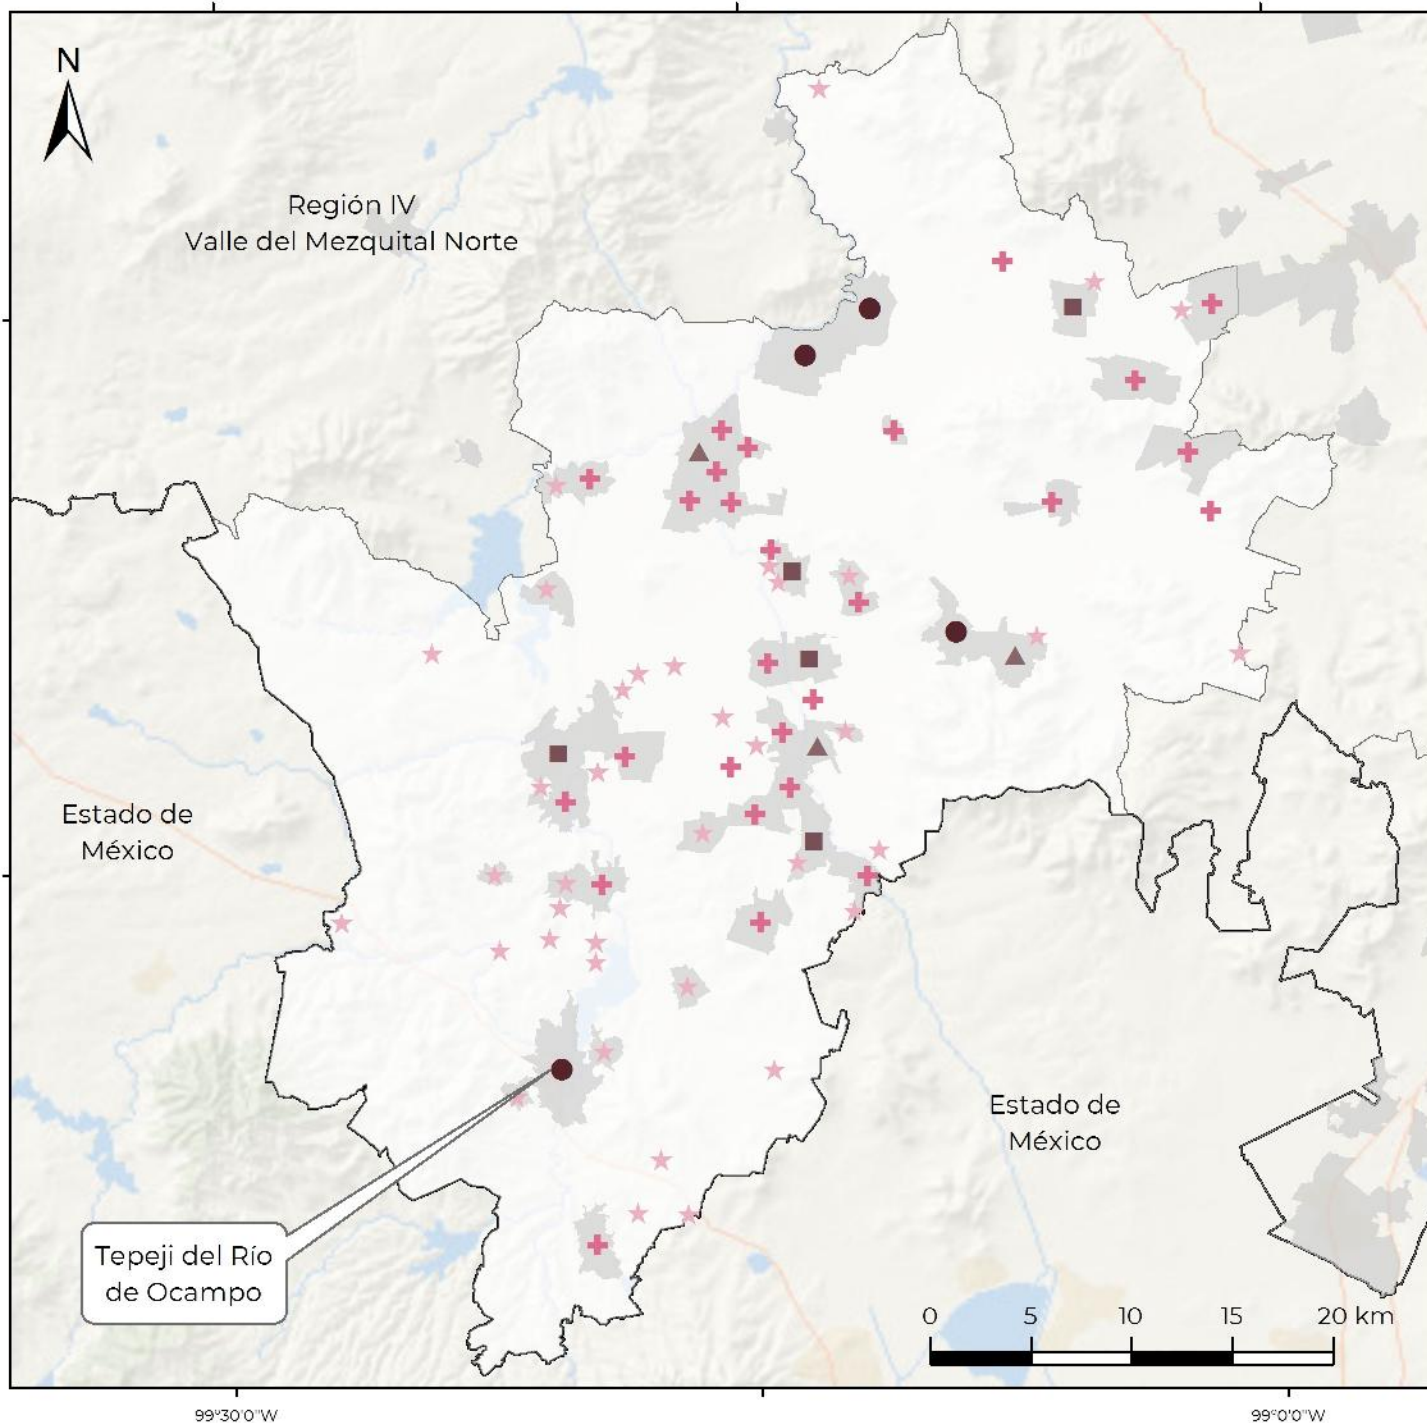 N
Región IV
Valle del Mezquital Norte
Estado de
México
Estado de
México
Tepeji del Río
de Ocampo
0 5 10 15 20 km
99°30'0"W 99°0'0"W